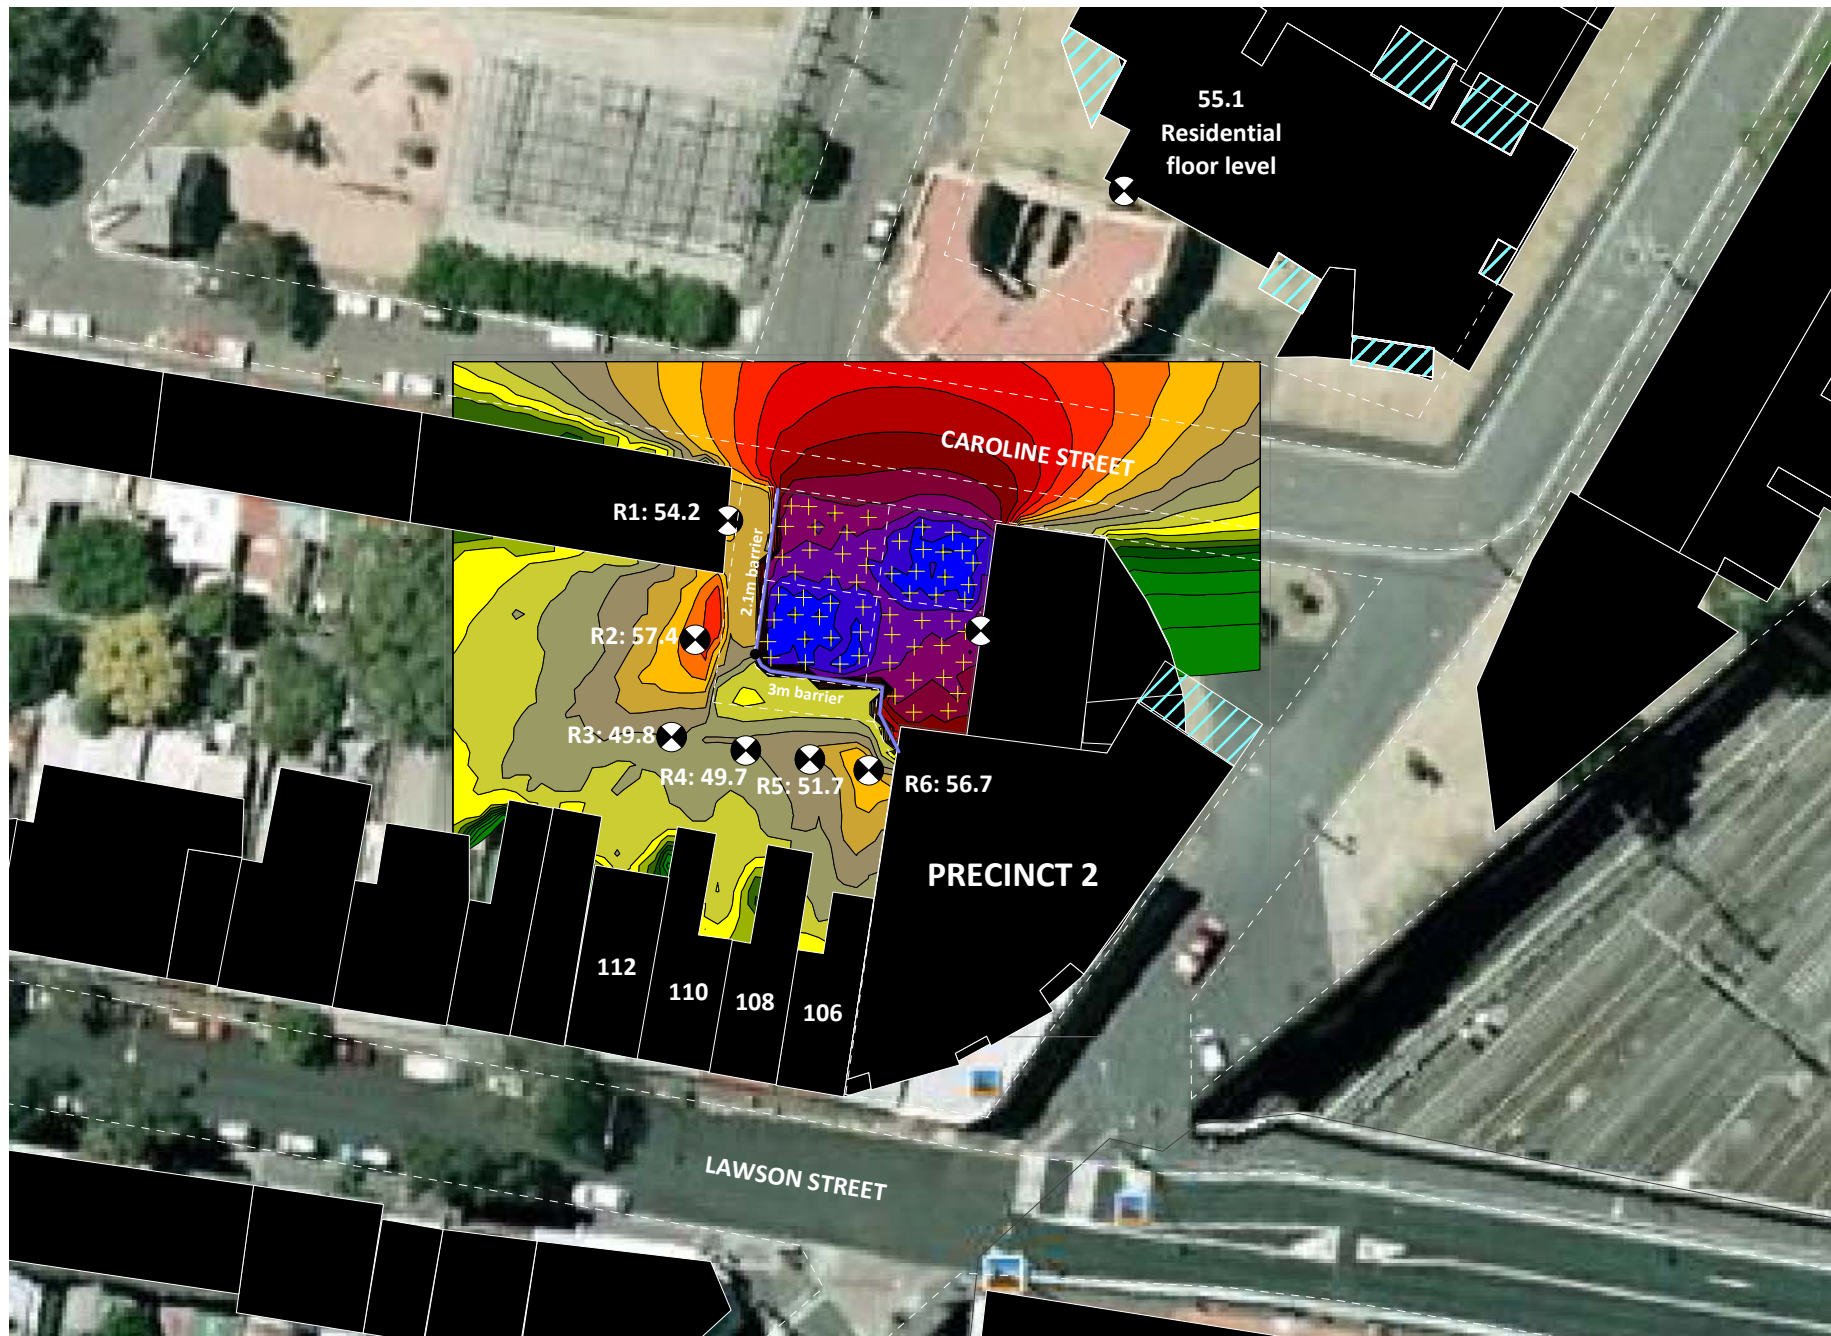 55.1
Residential
floor level
CAROLINE STREET
R1: 54.2
2.1m barrier
R2: 57.4
3m barrier
R3: 49.8
R4: 49.7
R5: 51.7
R6: 56.7
PRECINCT 2
112
110
108
106
LAWSON STREET